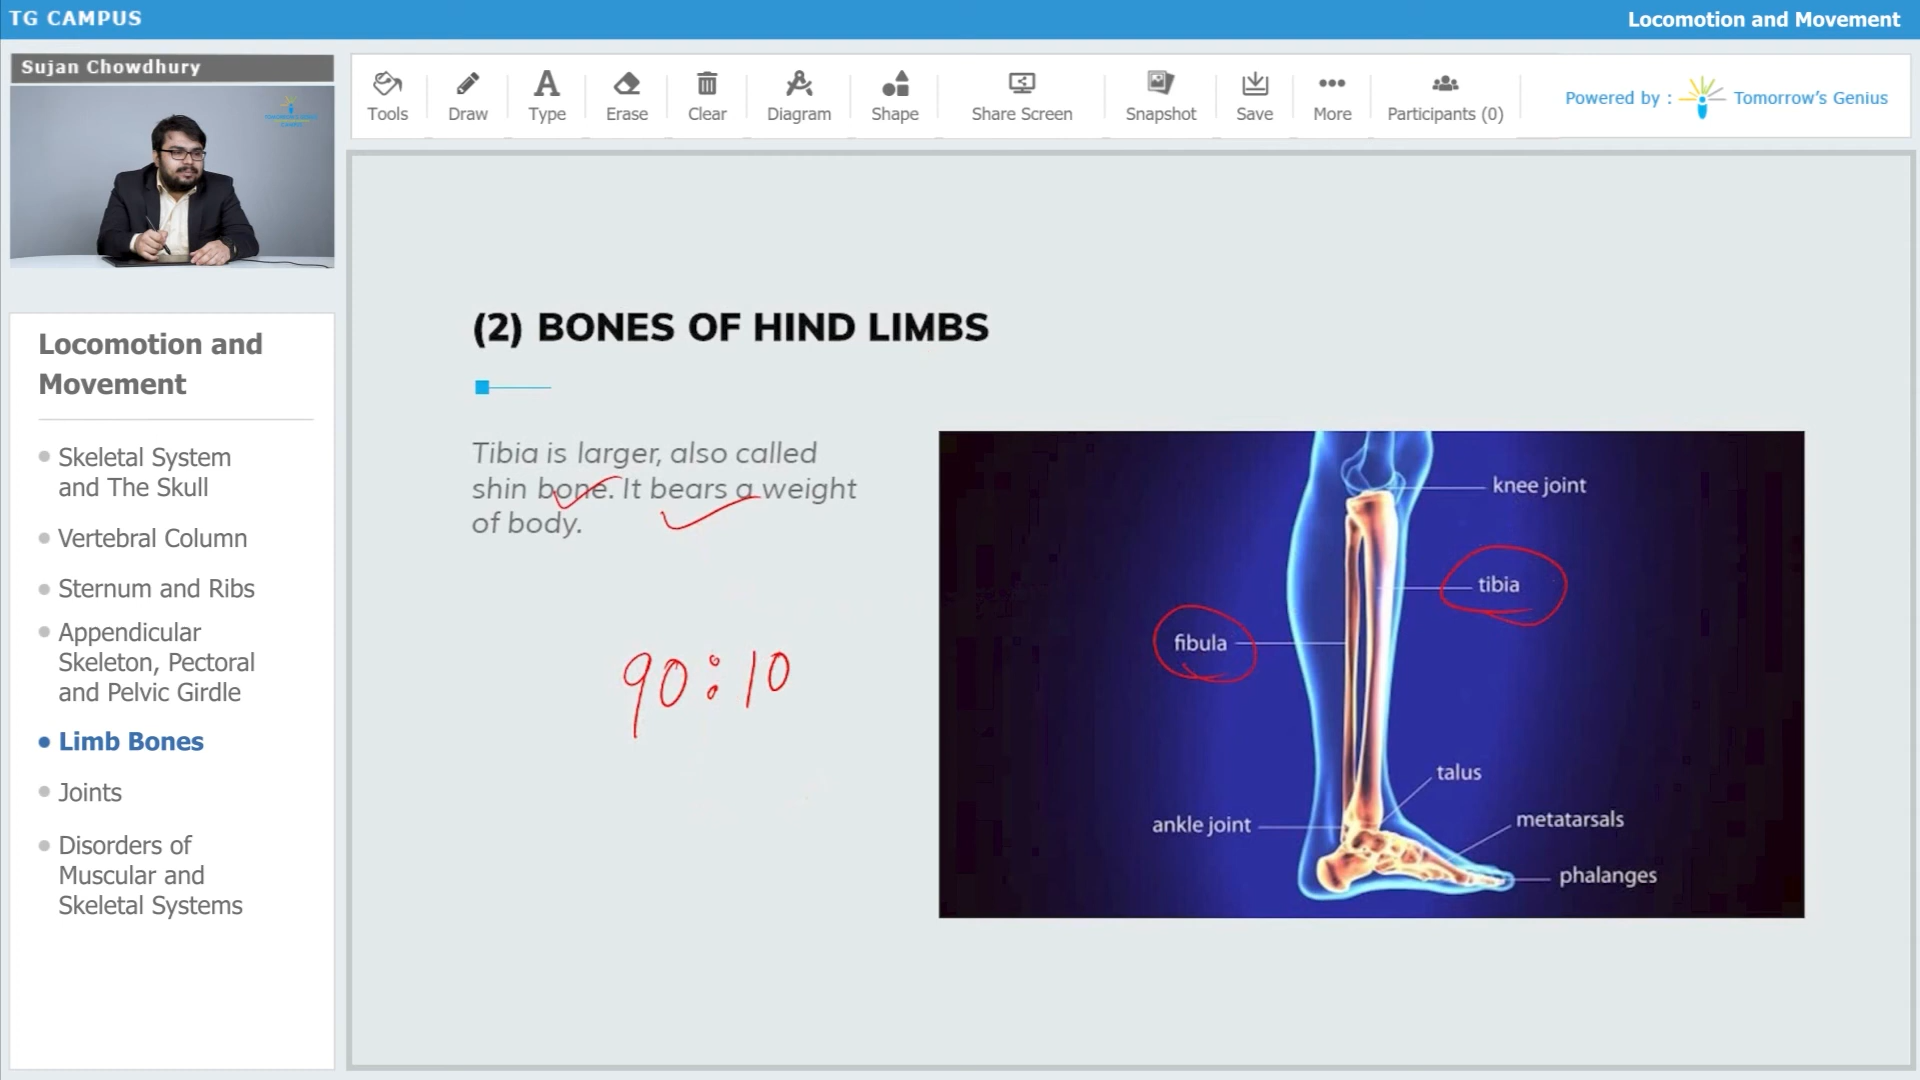 TG CAMPUS
Locomotion and Movement
Sujan Chowdhury
Tools
Draw
Type
Erase
Clear
Diagram
Shape
Share Screen
Snapshot
Save
More
Participants (0)
Powered by :
Tomorrow's Genius
Locomotion and
Movement
Skeletal System
and The Skull
Vertebral Column
Sternum and Ribs
Appendicular
Skeleton, Pectoral
and Pelvic Girdle
Limb Bones
Joints
Disorders of
Muscular and
Skeletal Systems
(2) BONES OF HIND LIMBS
Tibia is larger, also called
shin bone. It bears a weight
of body.
90:10
knee joint
tibia
fibula
talus
ankle joint
metatarsals
phalanges